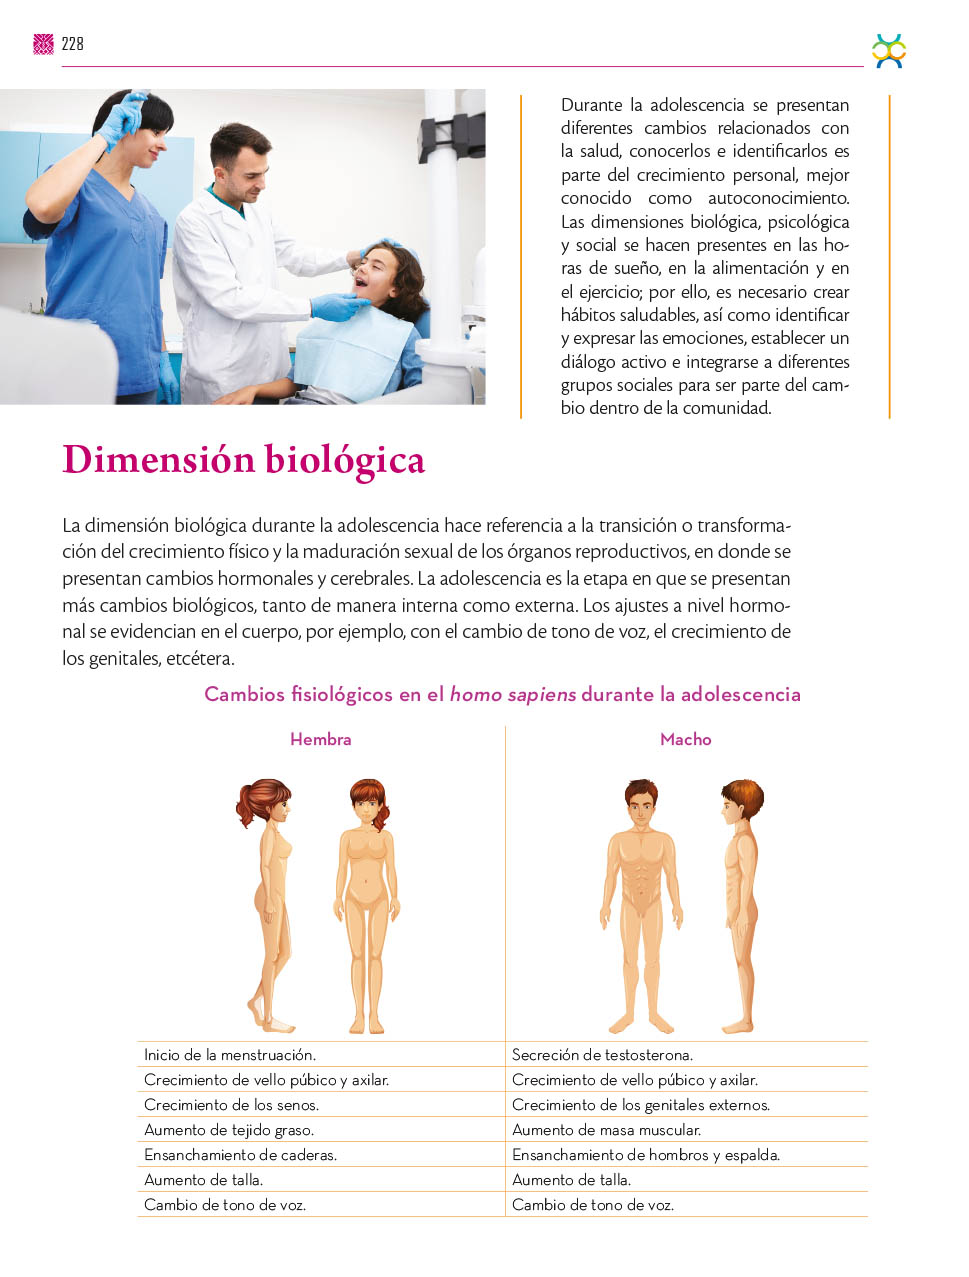 228
Durante la adolescencia se presentan
diferentes cambios relacionados con
la salud, conocerlos e identificarlos es
parte del crecimiento personal, mejor
conocido como autoconocimiento.
Las dimensiones biológica, psicológica
y social se hacen presentes en las ho-
ras de sueño, en la alimentación y en
el ejercicio; por ello, es necesario crear
hábitos saludables, así como identificar
y expresar las emociones, establecer un
diálogo activo e integrarse a diferentes
grupos sociales para ser parte del cam-
bio dentro de la comunidad.
Dimensión biológica
La dimensión biológica durante la adolescencia hace referencia a la transición o transforma-
ción del crecimiento físico y la maduración sexual de los órganos reproductivos, en donde se
presentan cambios hormonales y cerebrales. La adolescencia es la etapa en que se presentan
más cambios biológicos, tanto de manera interna como externa. Los ajustes a nivel hormo-
nal se evidencian en el cuerpo, por ejemplo, con el cambio de tono de voz, el crecimiento de
los genitales, etcétera.
Cambios fisiológicos en el homo sapiens durante la adolescencia
Hembra Macho
Inicio de la menstruación. Secreción de testosterona.
Crecimiento de vello púbico y axilar. Crecimiento de vello púbico y axilar.
Crecimiento de los senos. Crecimiento de los genitales externos.
Aumento de tejido graso. Aumento de masa muscular.
Ensanchamiento de caderas. Ensanchamiento de hombros y espalda.
Aumento de talla. Aumento de talla.
Cambio de tono de voz. Cambio de tono de voz.